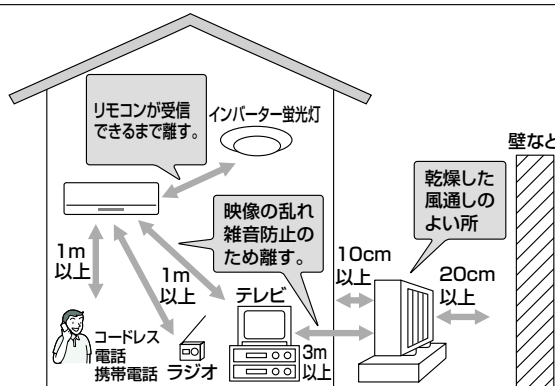 リモコンが受信
できるまで離す。
インバーター蛍光灯
壁など
乾燥した
風通しの
よい所
映像の乱れ
雑音防止の
ため離す。
1m
以上
1m
以上
テレビ
10cm
以上
20cm
以上
コードレス
電話
携帯電話
ラジオ
3m
以上